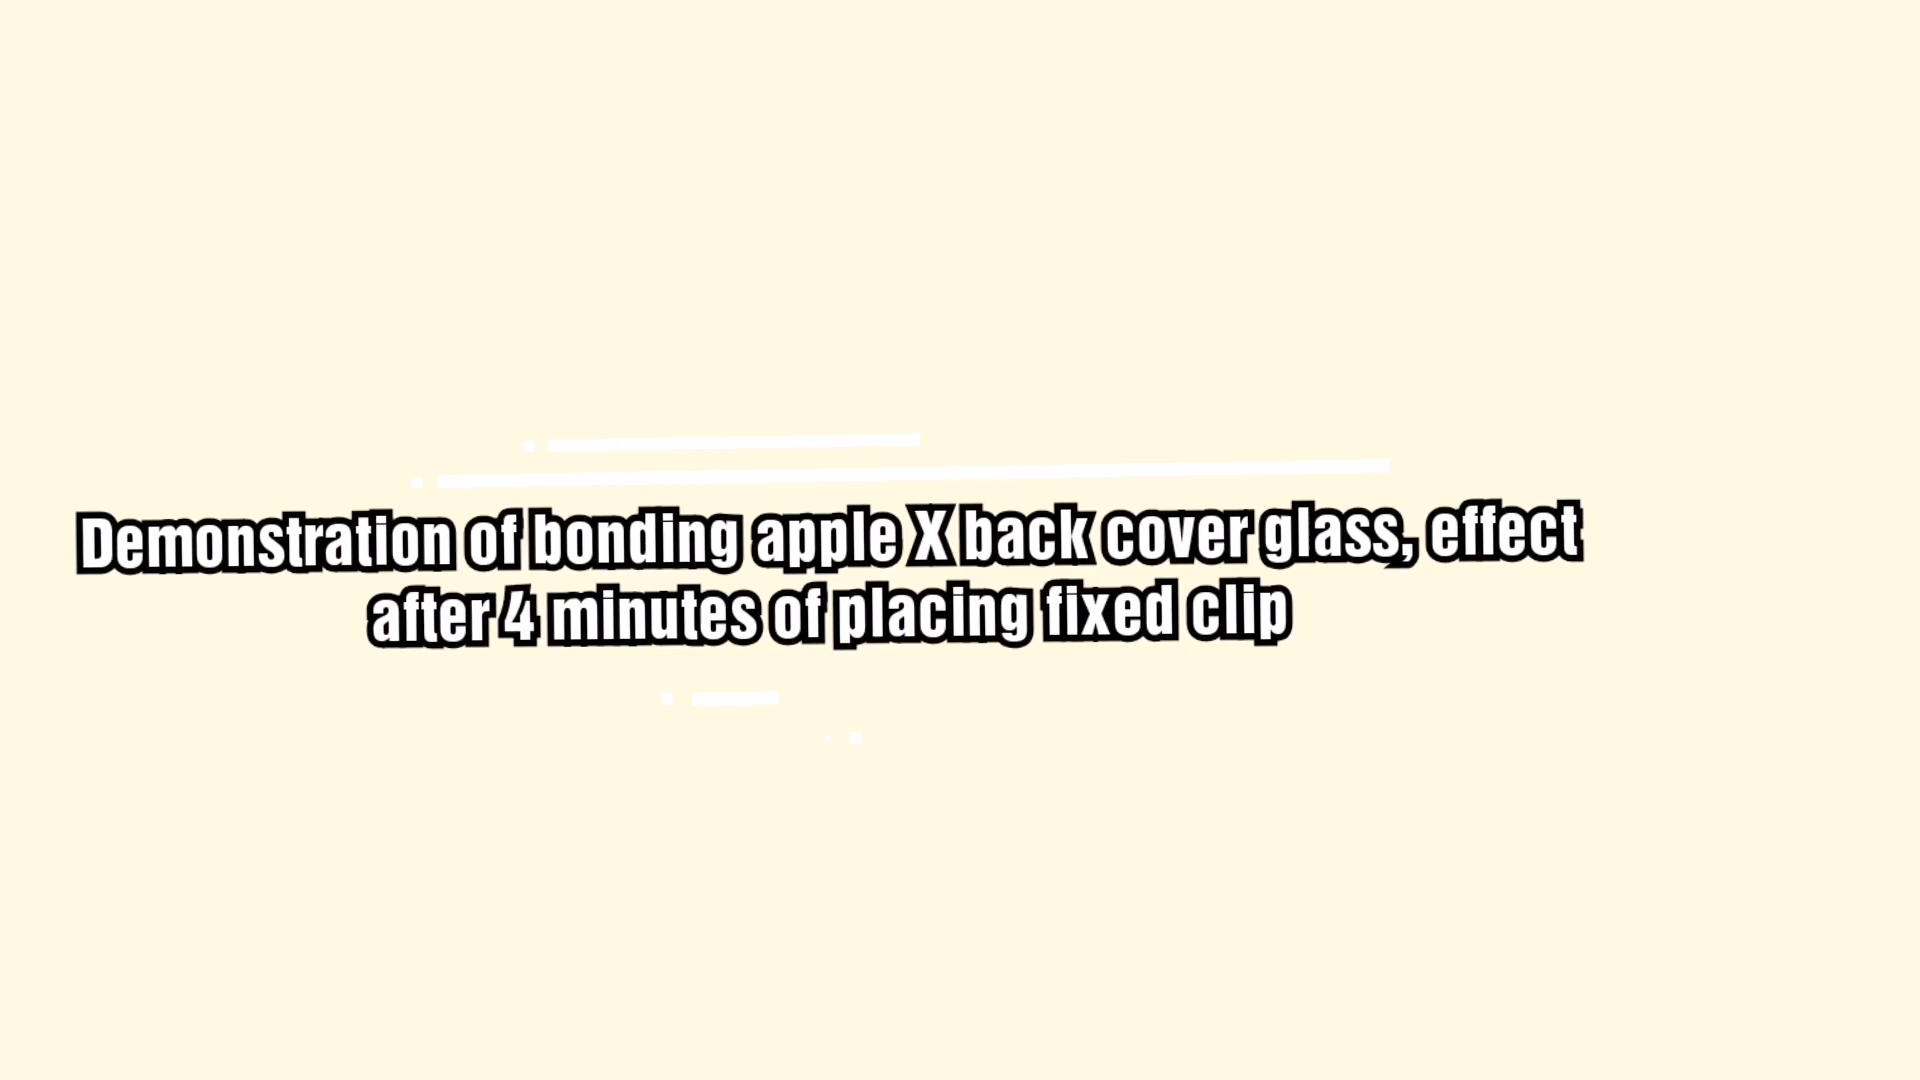 Demonstration of bonding apple X back cover glass, effect
after 4 minutes of placing fixed clip